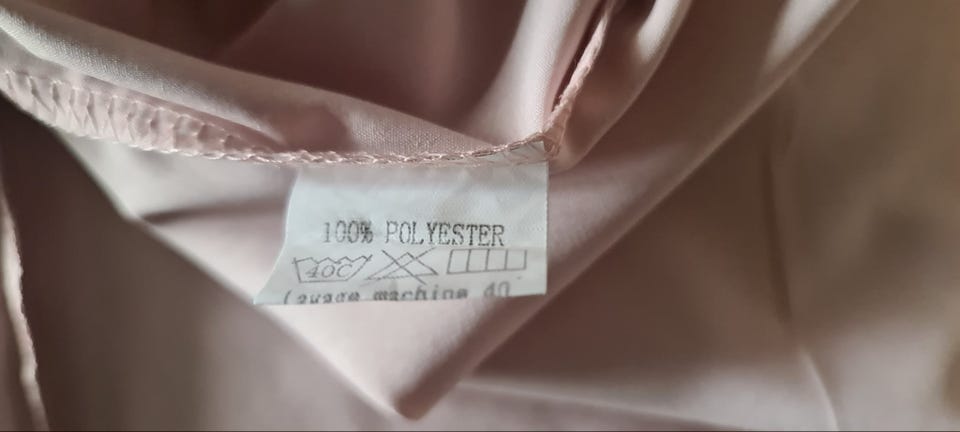 100% POLYESTER
40C
machine 40